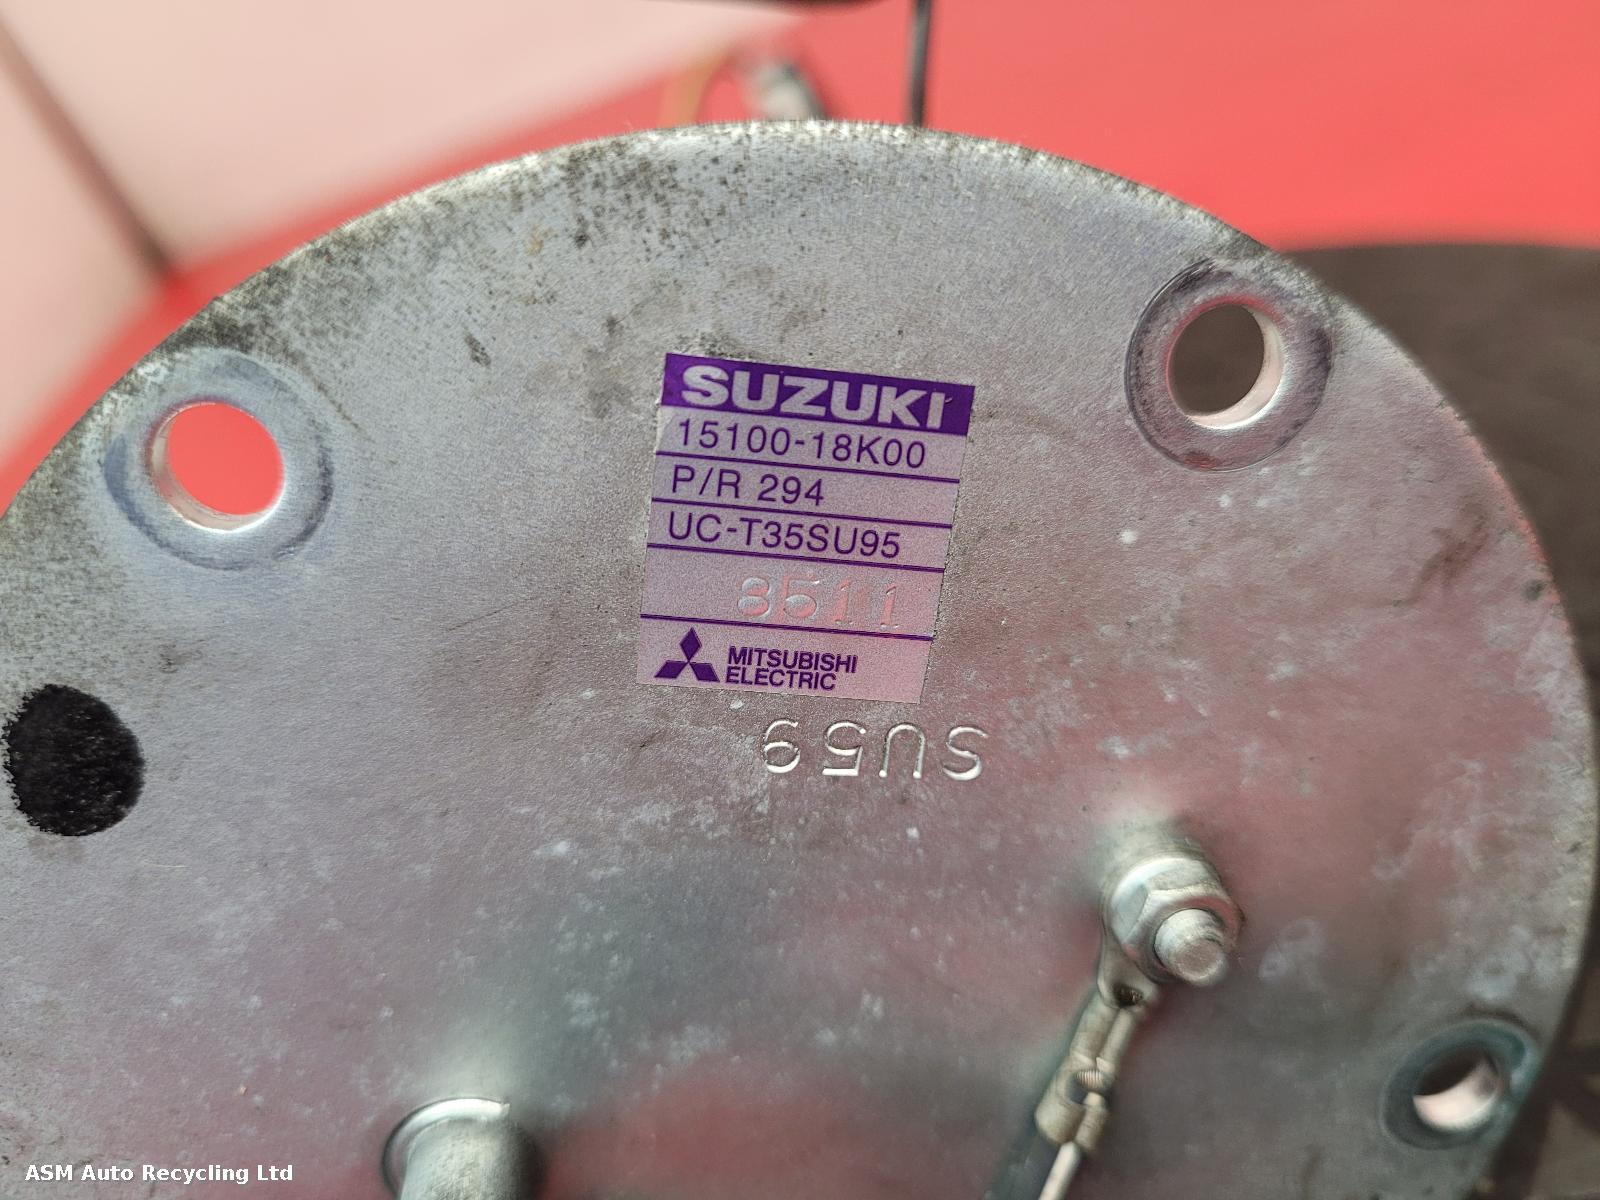 SUZUKI
15100-18K00
P/R 294
UC-T35SU95
8511
MITSUBISHI
ELECTRIC
SU59
ASM Auto Recycling Ltd